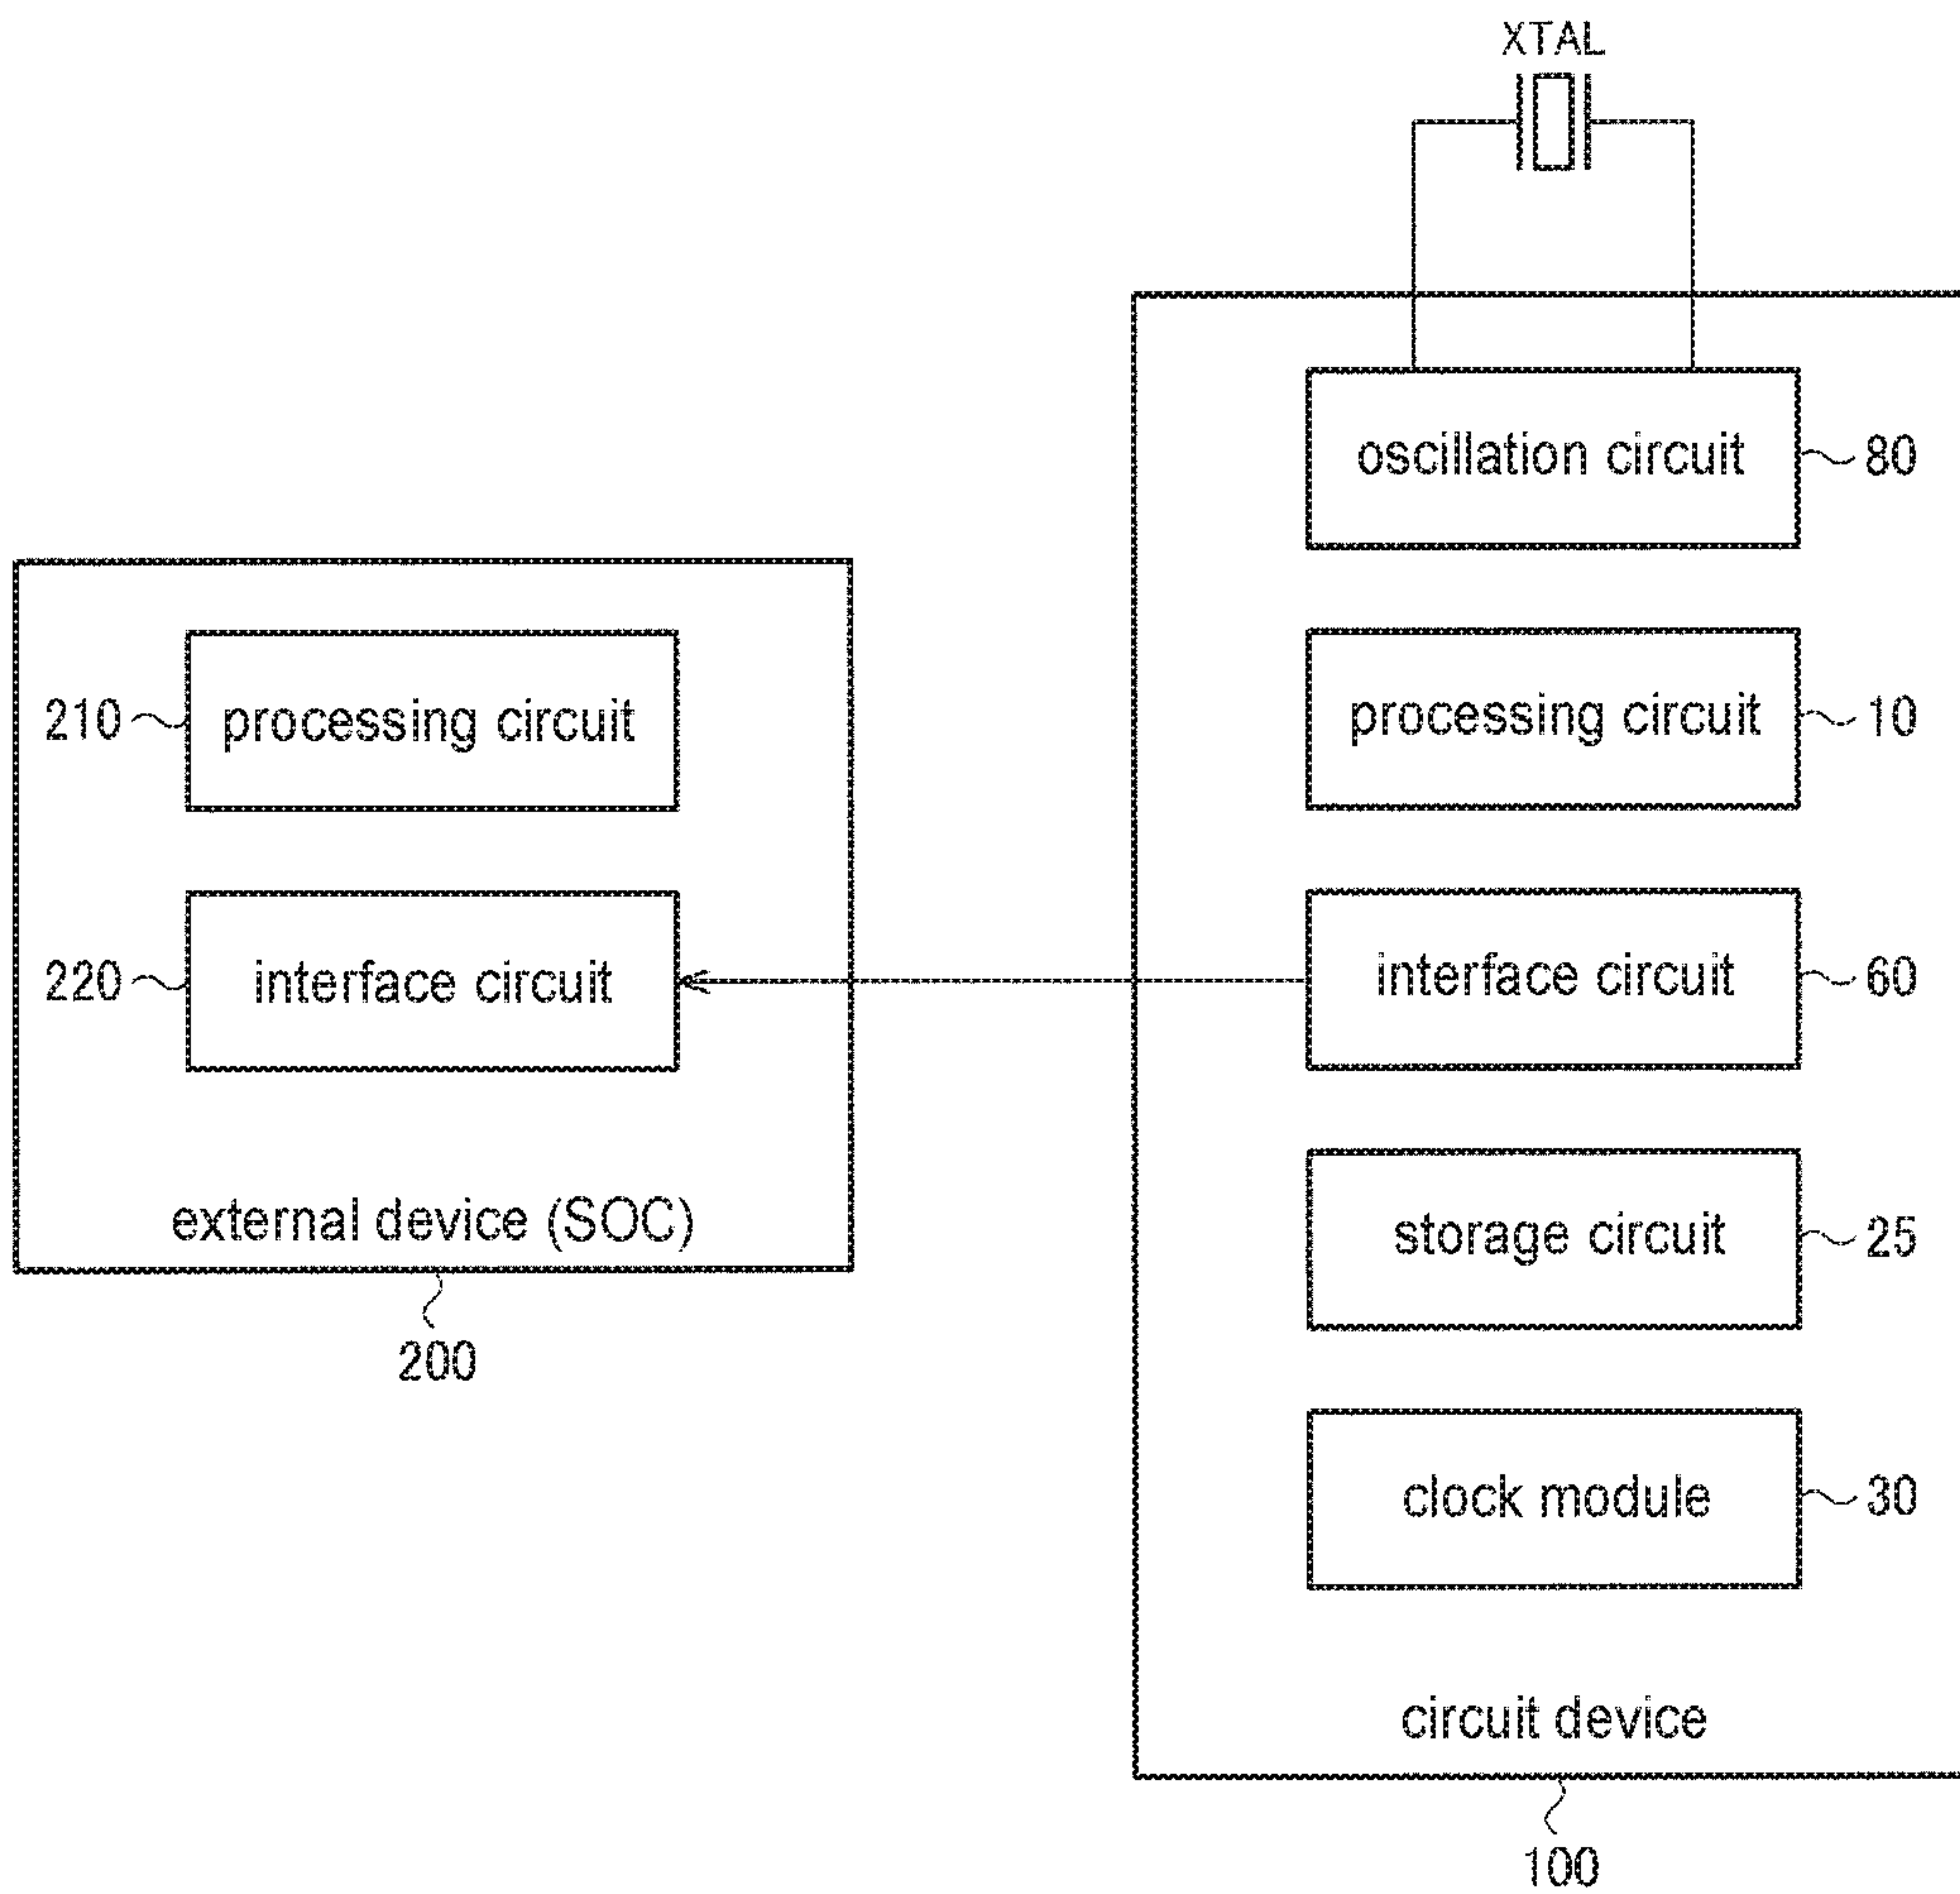 XTAL
oscillation circuit
80
210
processing circuit
processing circuit
10
220
interface circuit
interface circuit
60
external device (SOC)
storage circuit
25
200
clock module
30
circuit device
100